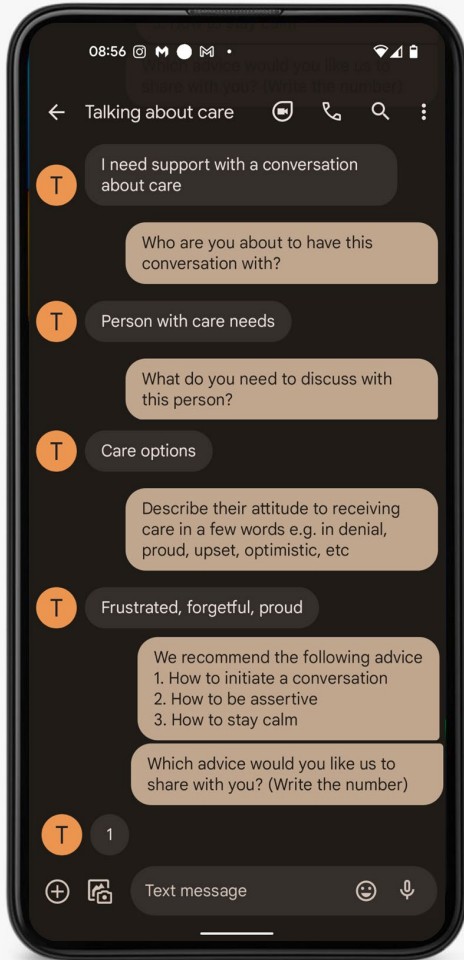 08:56
Talking about care
T
I need support with a conversation
about care
Who are you about to have this
conversation with?
T
Person with care needs
What do you need to discuss with
this person?
T
Care options
Describe their attitude to receiving
care in a few words e.g. in denial,
proud, upset, optimistic, etc
T
Frustrated, forgetful, proud
We recommend the following advice
1. How to initiate a conversation
2. How to be assertive
3. How to stay calm
Which advice would you like us to
share with you? (Write the number)
T
1
Text message